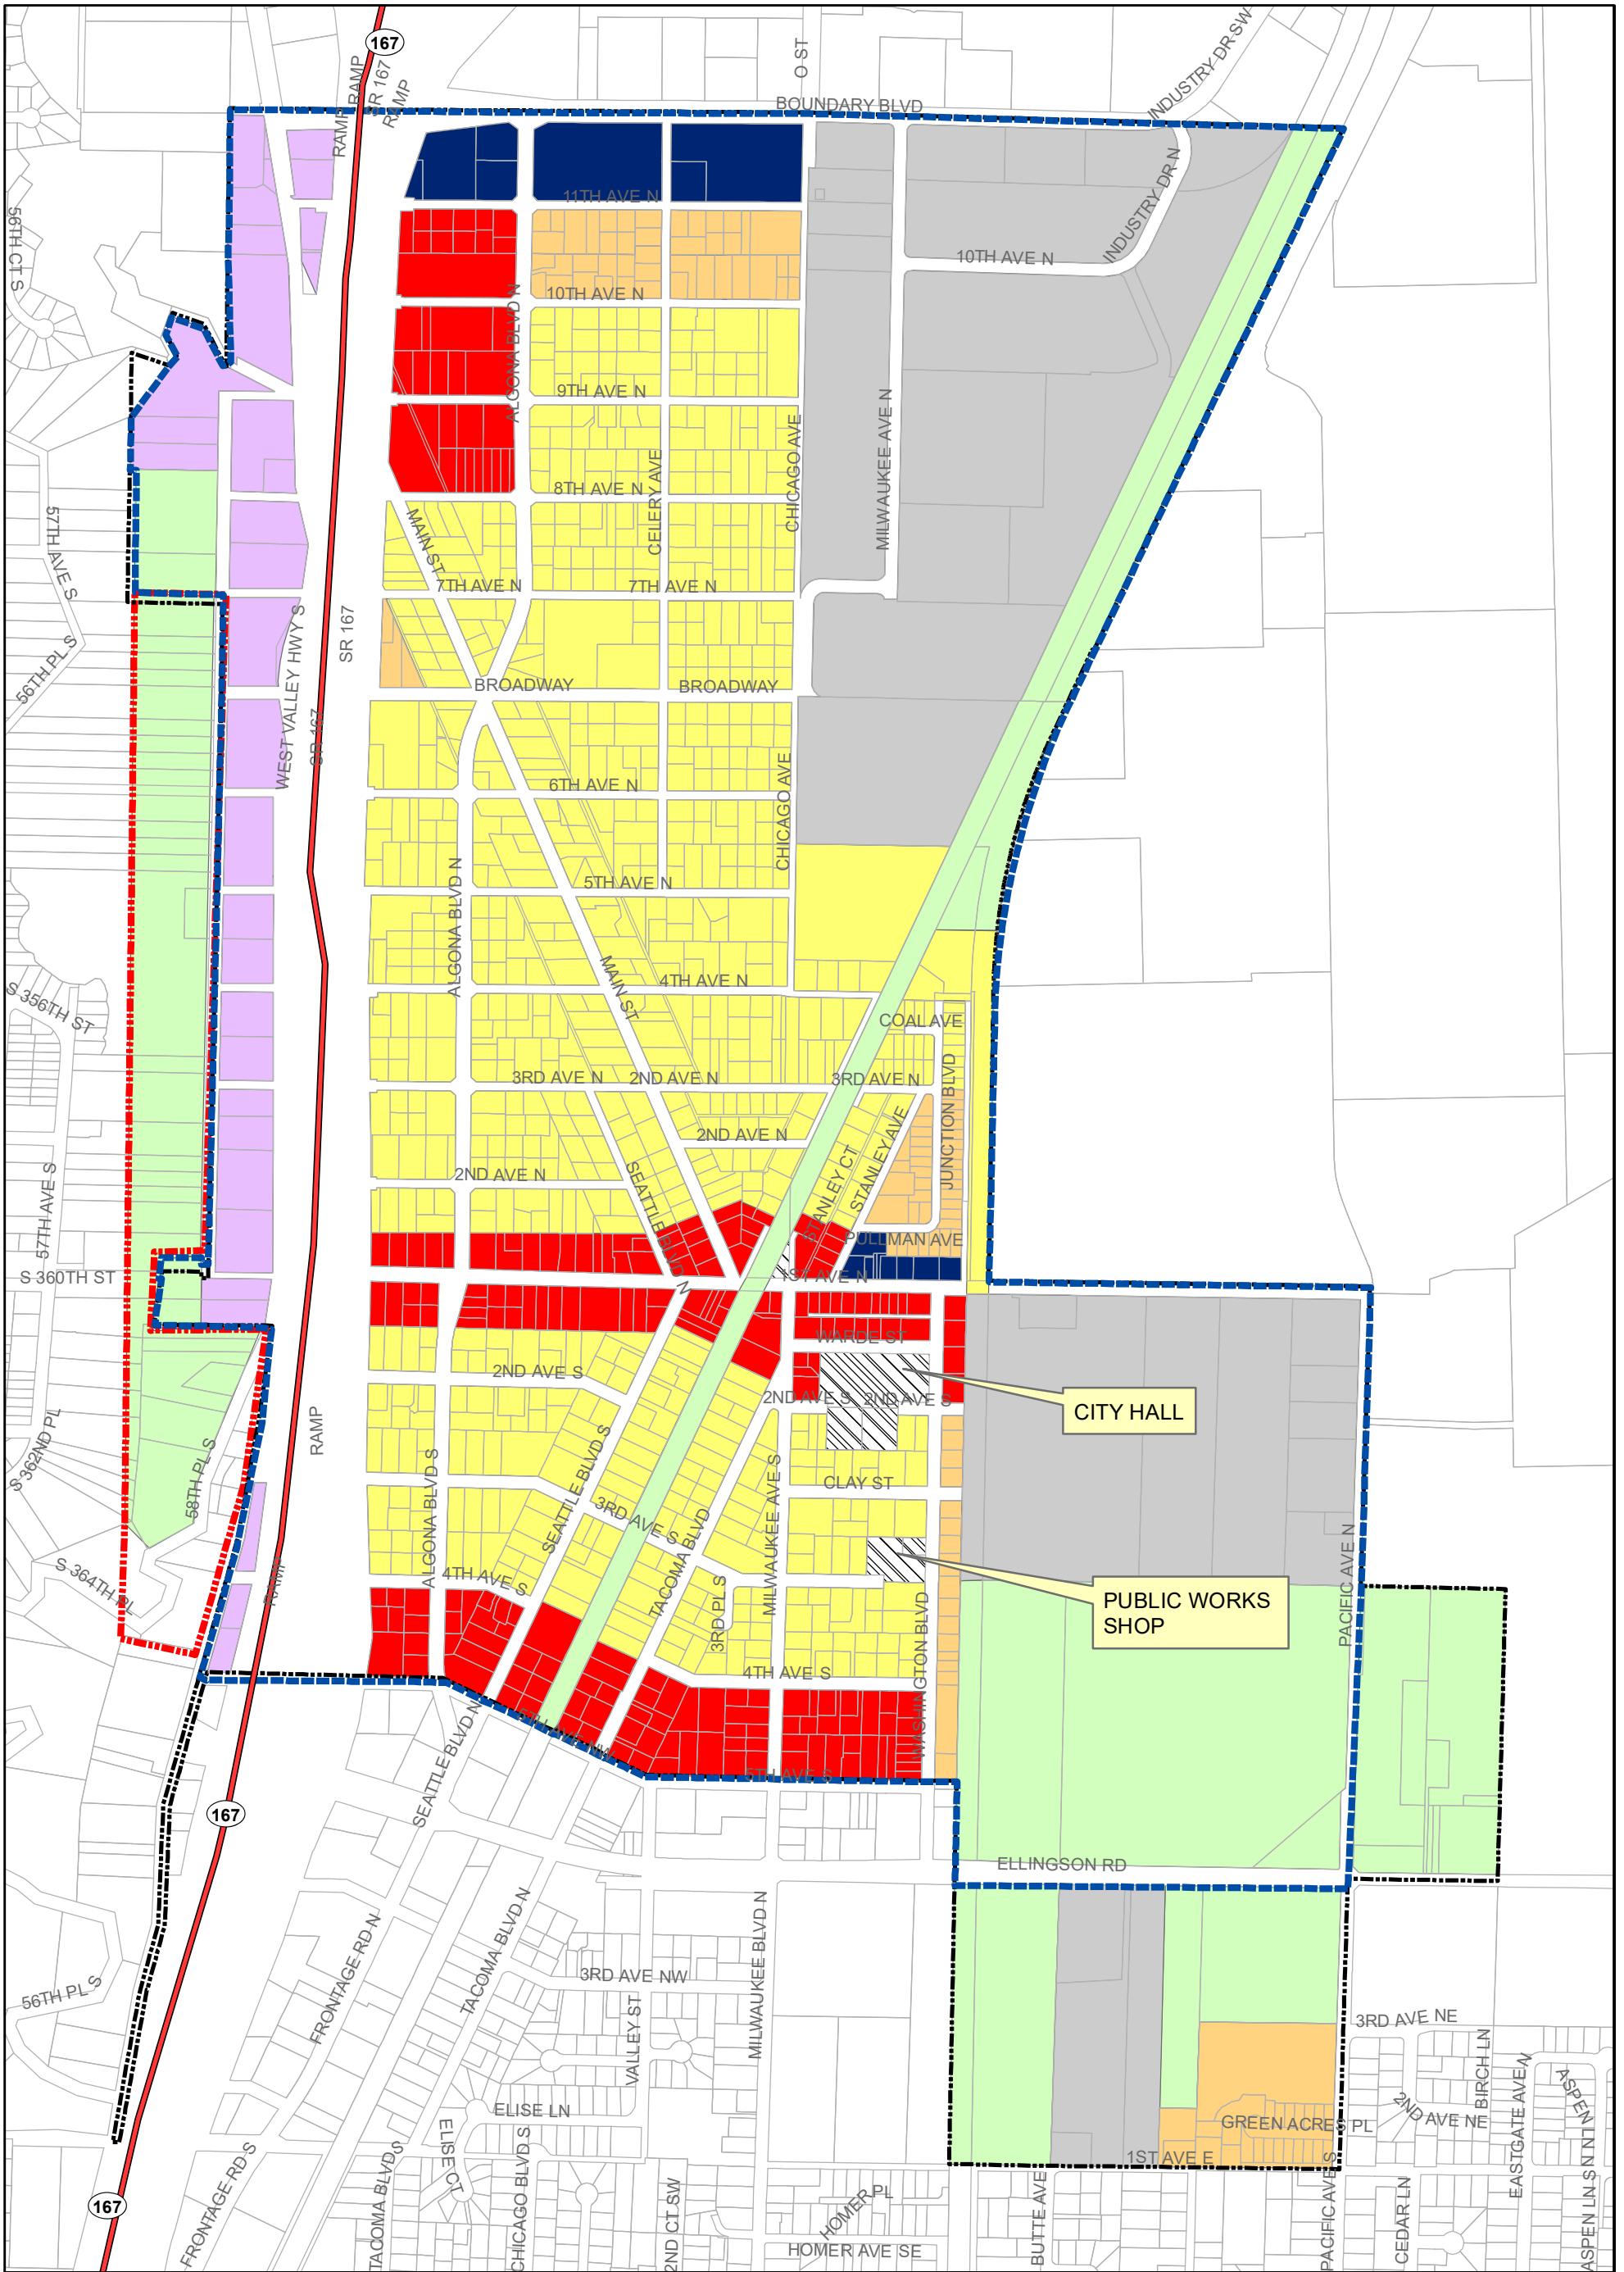 167
RAMP
SR 167
RAMP
RAMP
O ST
BOUNDARY BLVD
INDUSTRY DR SW
INDUSTRY DR N
11TH AVE N
10TH AVE N
10TH AVE N
56TH CT S
ALGONA BLVD N
9TH AVE N
CHICAGO AVE
MILWAUKEE AVE N
CELERY AVE
8TH AVE N
MAIN ST
57TH AVE S
7TH AVE N
7TH AVE N
56TH PL S
WEST VALLEY HWY S
SR 167
SR 167
BROADWAY
BROADWAY
6TH AVE N
CHICAGO AVE
5TH AVE N
ALGONA BLVD N
MAIN ST
4TH AVE N
S 356TH ST
COAL AVE
3RD AVE N
2ND AVE N
3RD AVE N
JUNCTION BLVD
2ND AVE N
STANLEY CT
STANLEY AVE
2ND AVE N
SEATTLE BLVD N
57TH AVE S
PULLMAN AVE
S 360TH ST
1ST AVE N
WARDE ST
2ND AVE S
2ND AVE S
2ND AVE S
CITY HALL
S 362ND PL
58TH PL S
RAMP
ALGONA BLVD S
SEATTLE BLVD S
3RD AVE S
TACOMA BLVD
MILWAUKEE AVE S
CLAY ST
S 364TH PL
RAMP
4TH AVE S
3RD PL S
PUBLIC WORKS
SHOP
PACIFIC AVE N
4TH AVE S
WASHINGTON BLVD
5TH AVE NW
5TH AVE S
SEATTLE BLVD N
167
ELLINGSON RD
TACOMA BLVD N
MILWAUKEE BLVD N
FRONTAGE RD N
3RD AVE NW
VALLEY ST
56TH PL S
3RD AVE NE
BIRCH LN
EASTGATE AVE N
ASPEN LN N
2ND AVE NE
ELISE LN
ELISE CT
GREEN ACRES PL
1ST AVE E
167
FRONTAGE RD S
TACOMA BLVD S
CHICAGO BLVD S
2ND CT SW
HOMER PL
HOMER AVE SE
BUTTE AVE
PACIFIC AVE S
CEDAR LN
ASPEN LN S